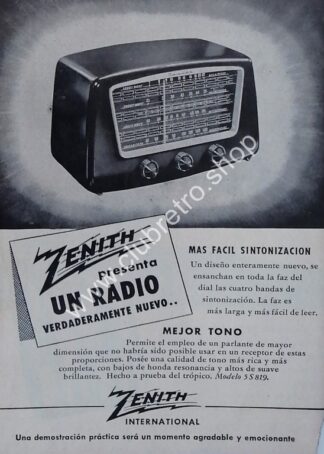 ZENITH
presenta
UN RADIO
VERDADERAMENTE NUEVO..
MAS FACIL SINTONIZACION
Un diseño enteramente nuevo, se
ensanchan en toda la faz del
dial las cuatro bandas de
sintonización. La faz es
más larga y más fácil de leer.
MEJOR TONO
Permite el empleo de un parlante de mayor
dimensión que no habría sido posible usar en un receptor de estas
proporciones. Posée una calidad de tono más rica y más
completa, con bajos de honda resonancia y altos de suave
brillantez. Hecho a prueba del trópico. Modelo 5S819.
ZENITH
INTERNATIONAL
Una demostración práctica será un momento agradable y emocionante
www.clubretro.shop